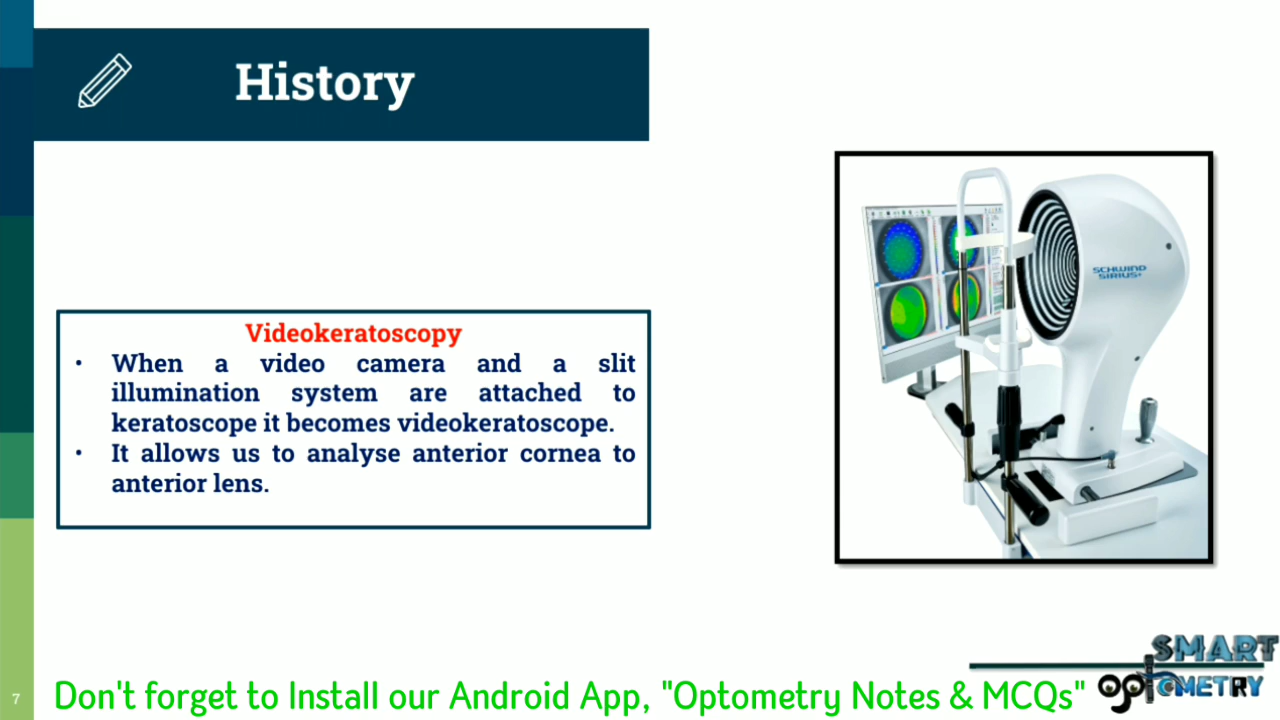 History
Videokeratoscopy
• When a video camera and a slit
illumination system are attached to
keratoscope it becomes videokeratoscope.
• It allows us to analyse anterior cornea to
anterior lens.
SCHWIND
SIRIUS+
SMART
OPTOMETRY
7
Don't forget to Install our Android App, "Optometry Notes & MCQs"